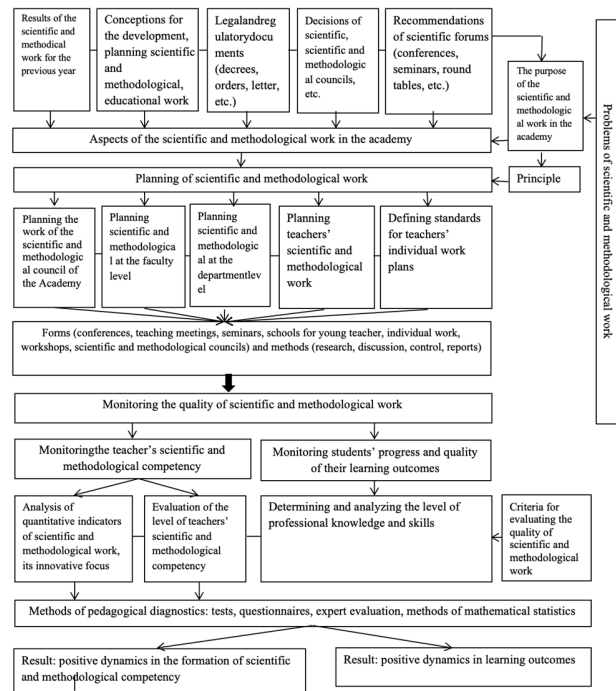 Results of the
scientific and
methodical
work for the
previous year
Conceptions for
the development,
planning scientific
and
methodological,
educational work
Legalandreg
ulatorydocu
ments
(decrees,
orders, letter,
etc.)
Decisions of
scientific,
scientific and
methodologic
al councils,
etc.
Recommendations
of scientific forums
(conferences,
seminars, round
tables, etc.)
The purpose
of the
scientific and
methodologic
al work in the
academy
Problems of scientific and methodological work
Aspects of the scientific and methodological work in the academy
Planning of scientific and methodological work
Principle
Planning the
work of the
scientific and
methodologic
al council of
the Academy
Planning
scientific and
methodologica
l at the faculty
level
Planning
scientific and
methodologic
al at the
departmentlev
el
Planning
teachers'
scientific and
methodological
work
Defining standards
for teachers'
individual work
plans
Forms (conferences, teaching meetings, seminars, schools for young teacher, individual work,
workshops, scientific and methodological councils) and methods (research, discussion, control, reports)
Monitoring the quality of scientific and methodological work
Monitoringthe teacher's scientific and
methodological competency
Monitoring students' progress and quality
of their learning outcomes
Analysis of
quantitative indicators
of scientific and
methodological work,
its innovative focus
Evaluation of the
level of teachers'
scientific and
methodological
competency
Determining and analyzing the level of
professional knowledge and skills
Criteria for
evaluating the
quality of
scientific and
methodological
work
Methods of pedagogical diagnostics: tests, questionnaires, expert evaluation, methods of mathematical statistics
Result: positive dynamics in the formation of scientific
and methodological competency
Result: positive dynamics in learning outcomes